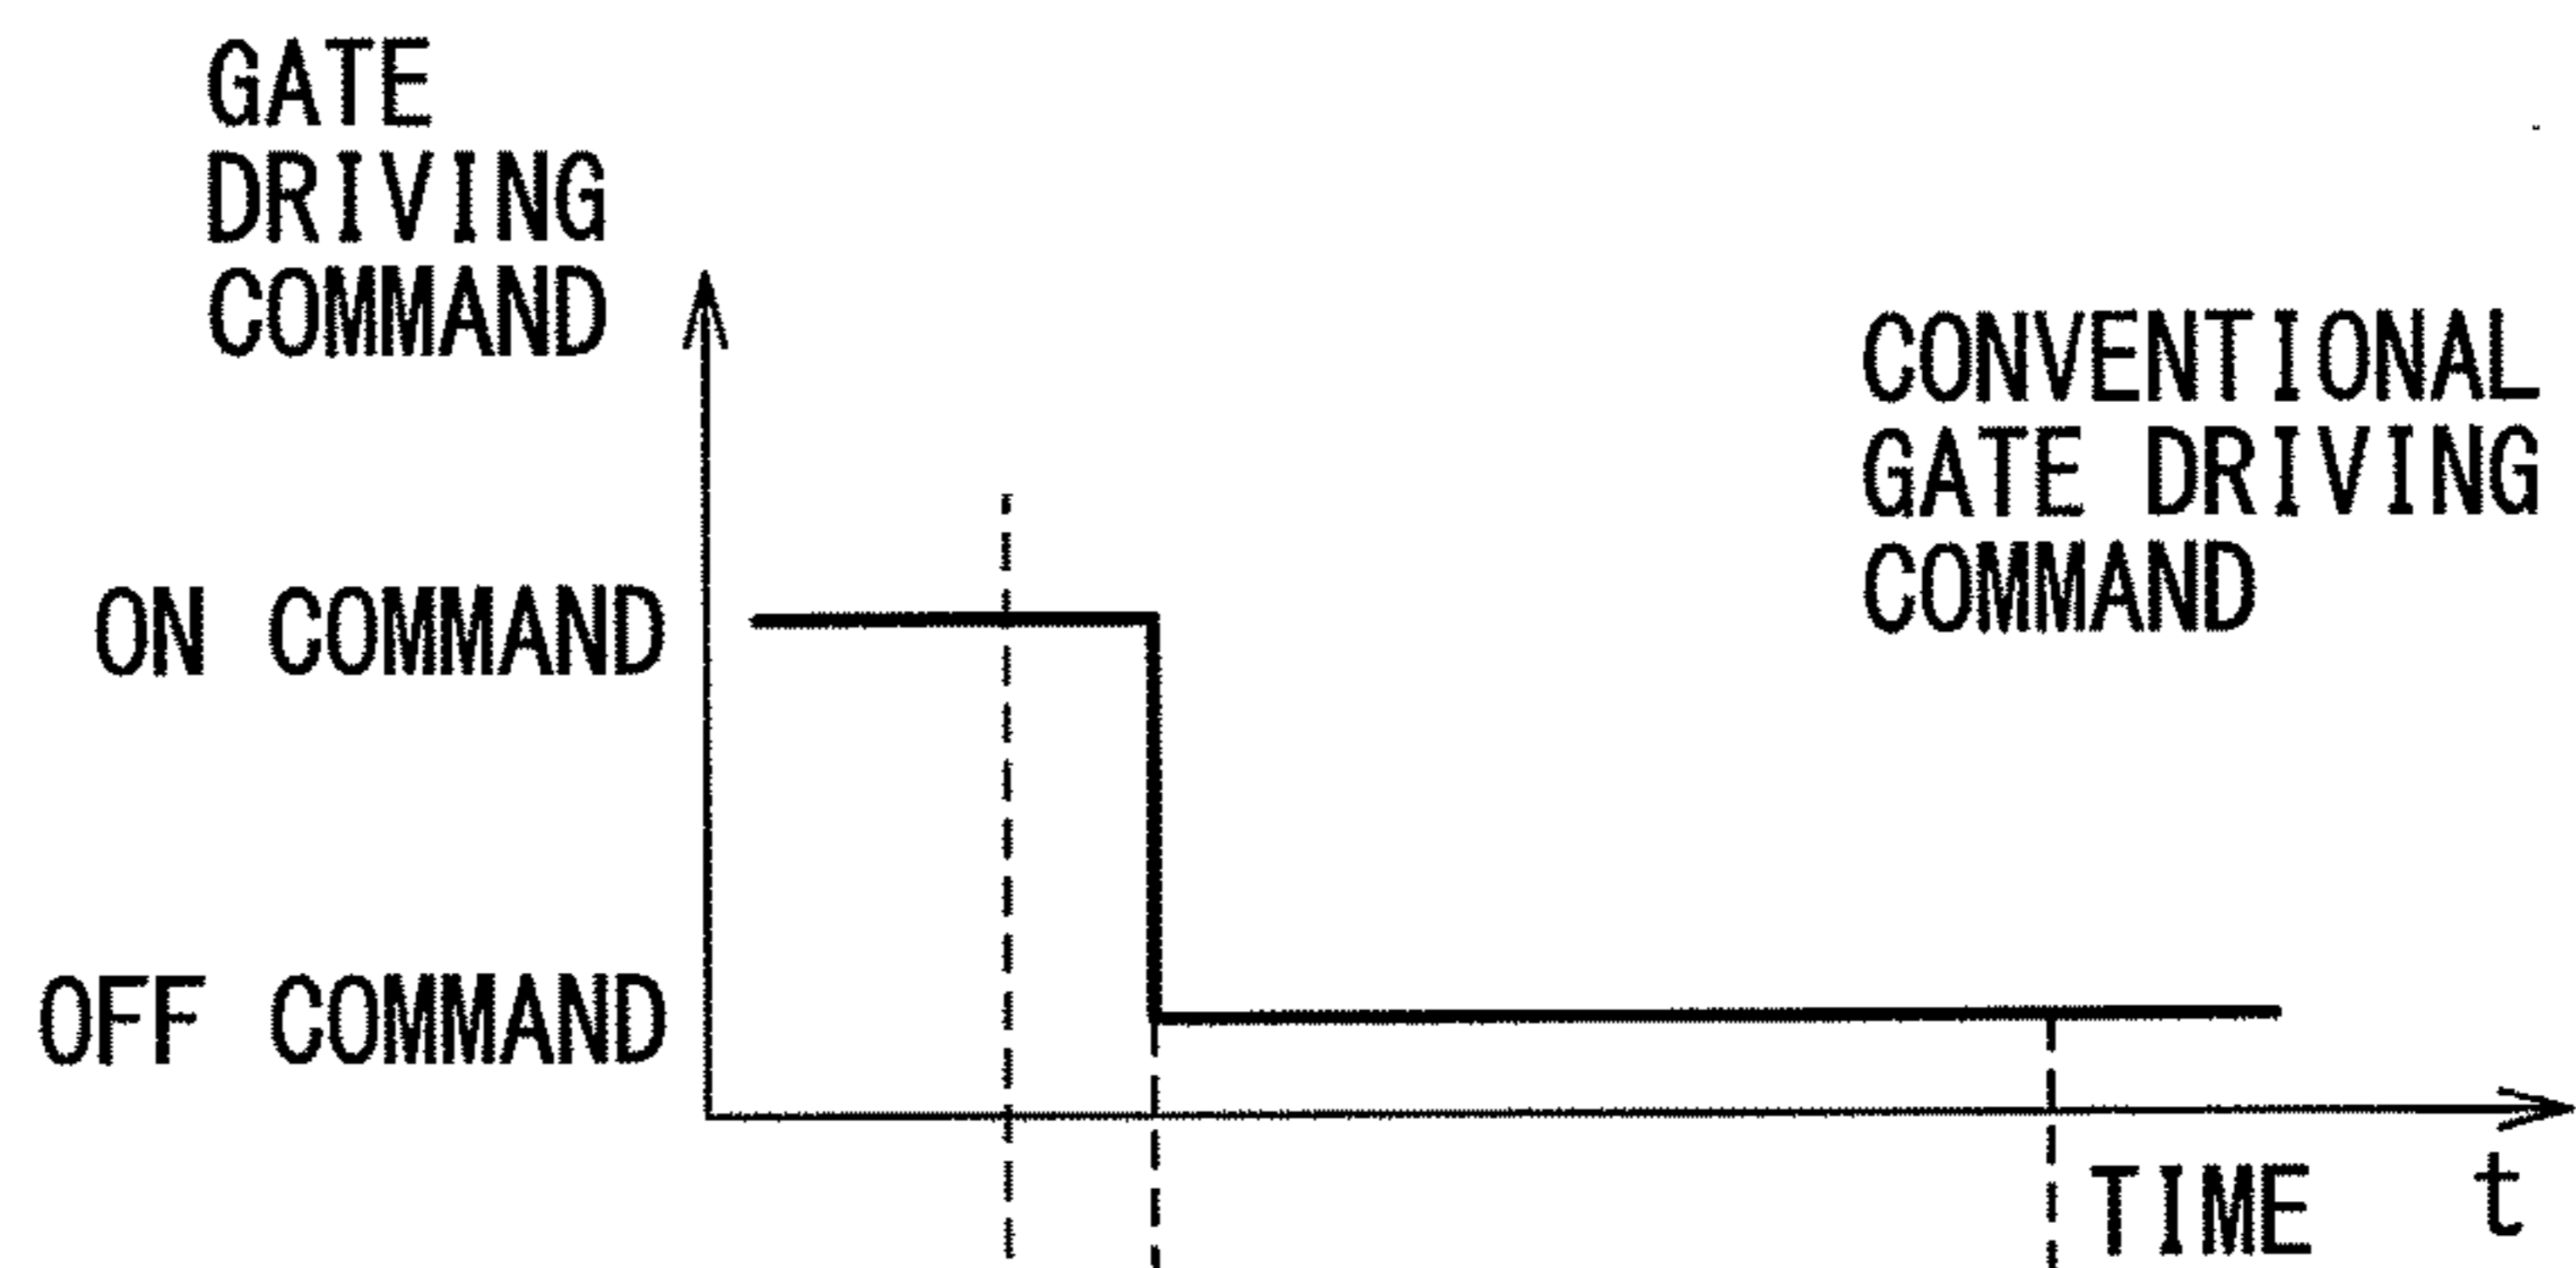 GATE
DRIVING
COMMAND
CONVENTIONAL
GATE DRIVING
COMMAND
ON COMMAND
OFF COMMAND
TIME t